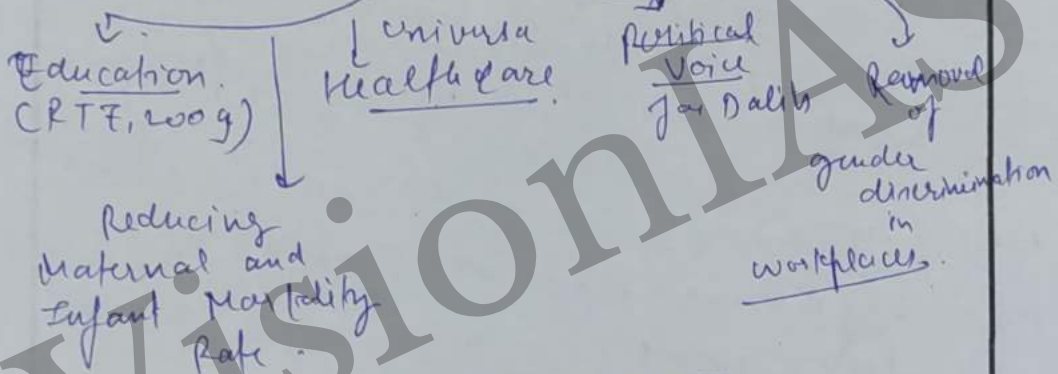 Education.
(RTE, 2009)
Universal
Healthcare
Political
Voice
for Dalits
Removal
of
gender
discrimination
in
workplaces.
Reducing
Maternal and
Infant Mortality
Rate.
VisionIAS